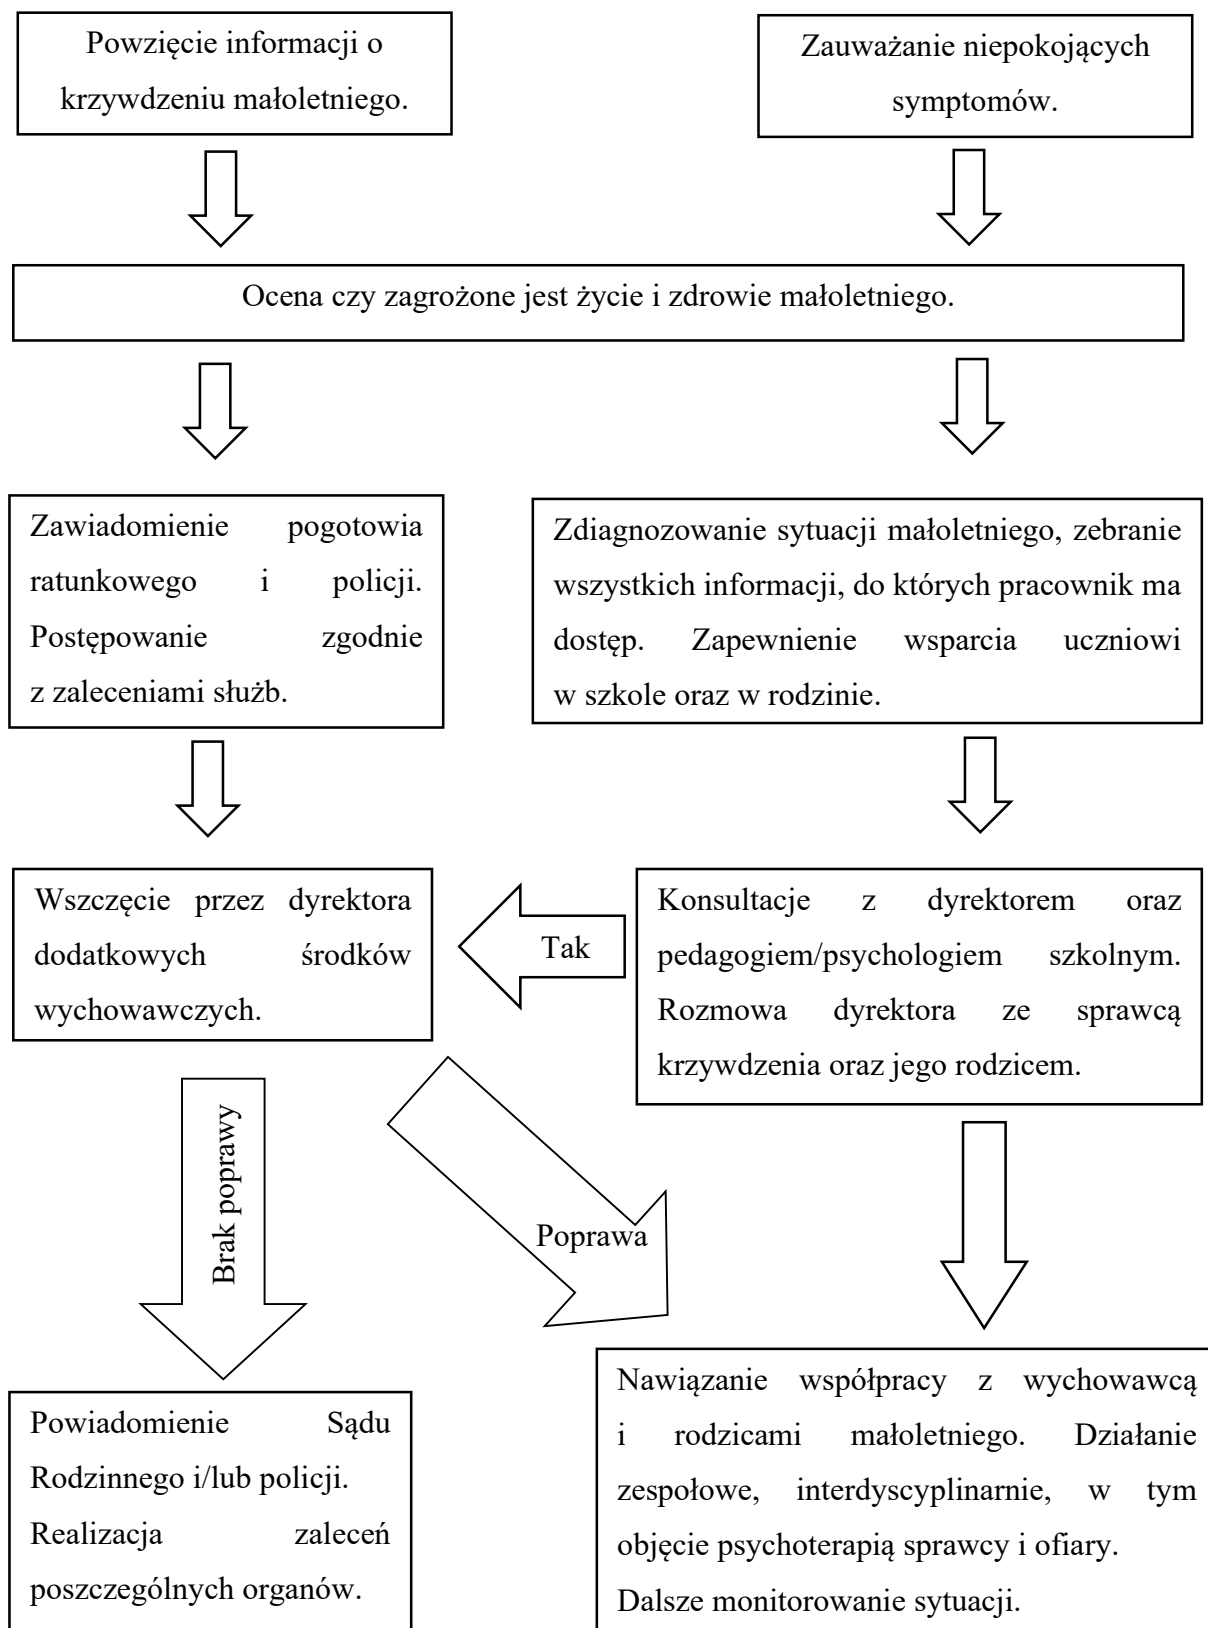 Powzięcie informacji o
krzywdzeniu małoletniego.
Zauważanie niepokojących
symptomów.
Ocena czy zagrożone jest życie i zdrowie małoletniego.
Zawiadomienie pogotowia
ratunkowego i policji.
Postępowanie zgodnie
z zaleceniami służb.
Zdiagnozowanie sytuacji małoletniego, zebranie
wszystkich informacji, do których pracownik ma
dostęp. Zapewnienie wsparcia uczniowi
w szkole oraz w rodzinie.
Wszczęcie przez dyrektora
dodatkowych środków
wychowawczych.
Tak
Konsultacje z dyrektorem oraz
pedagogiem/psychologiem szkolnym.
Rozmowa dyrektora ze sprawcą
krzywdzenia oraz jego rodzicem.
Brak poprawy
Poprawa
Powiadomienie Sądu
Rodzinnego i/lub policji.
Realizacja zaleceń
poszczególnych organów.
Nawiązanie współpracy z wychowawcą
i rodzicami małoletniego. Działanie
zespołowe, interdyscyplinarnie, w tym
objęcie psychoterapią sprawcy i ofiary.
Dalsze monitorowanie sytuacji.